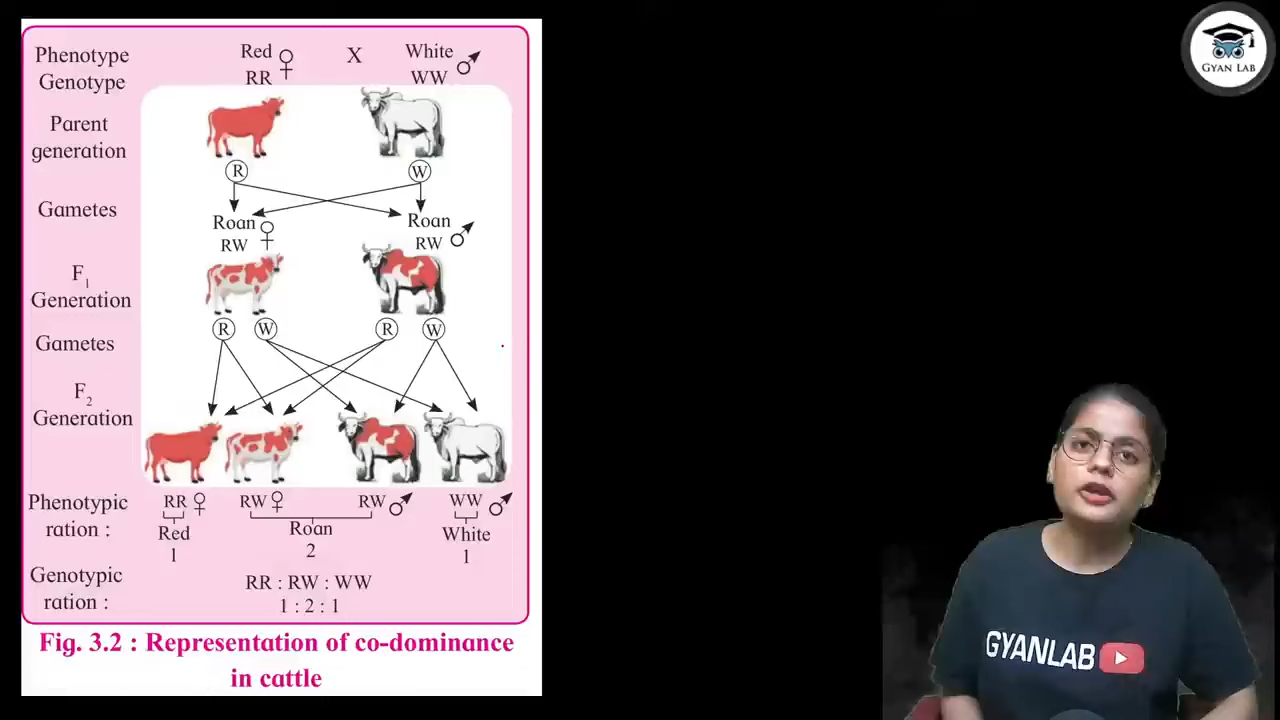 Phenotype Red ♀ X White ♂
Genotype RR WW
Parent
generation
R W
Gametes
Roan ♀ Roan ♂
RW RW
F1
Generation
Gametes R W R W
F2
Generation
Phenotypic RR ♀ RW ♀ RW ♂ WW ♂
ration : Red Roan White
1 2 1
Genotypic RR : RW : WW
ration : 1 : 2 : 1
Fig. 3.2 : Representation of co-dominance
in cattle
GYAN LAB
GYANLAB